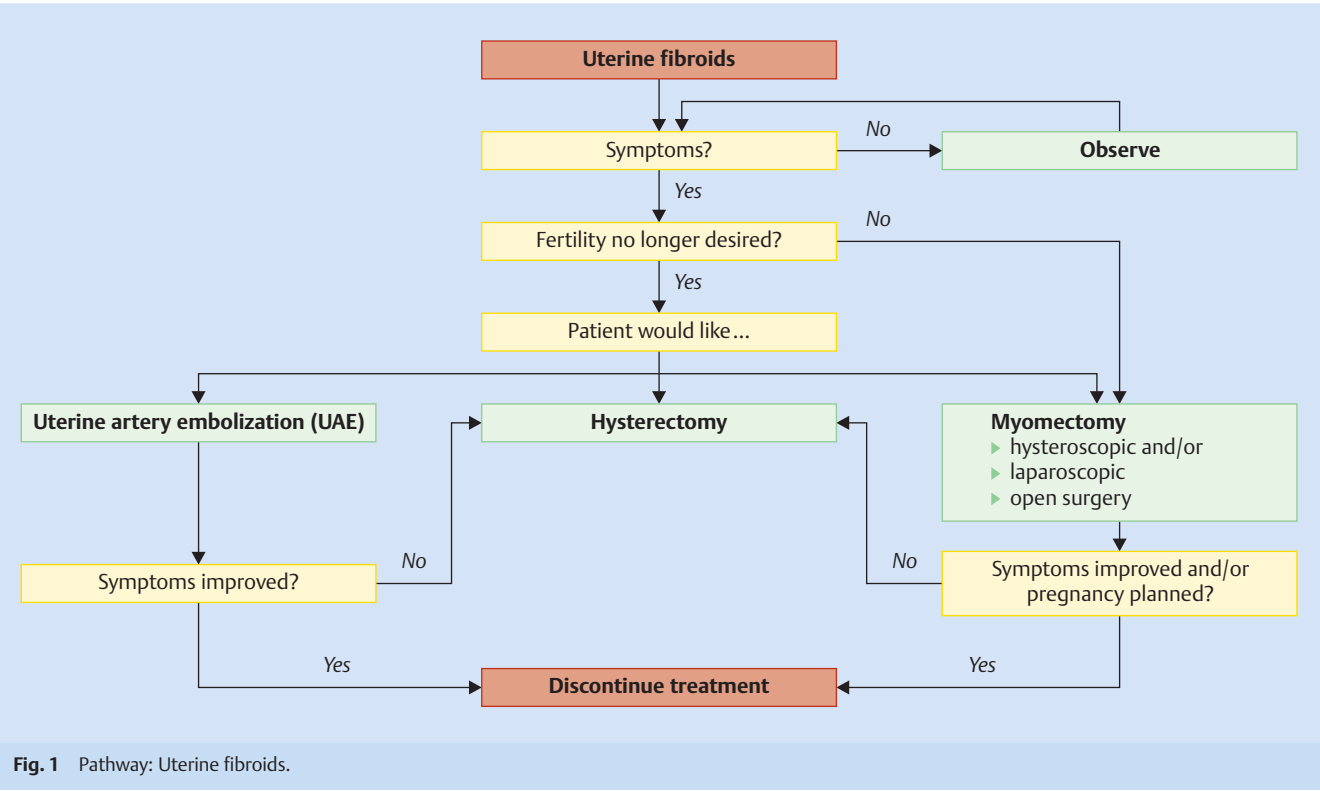 Uterine fibroids
Symptoms?
No
Observe
Yes
Fertility no longer desired?
No
Yes
Patient would like ...
Uterine artery embolization (UAE)
Hysterectomy
Myomectomy
hysteroscopic and/or
laparoscopic
open surgery
Symptoms improved?
No
No
Symptoms improved and/or
pregnancy planned?
Yes
Discontinue treatment
Yes
Fig. 1 Pathway: Uterine fibroids.